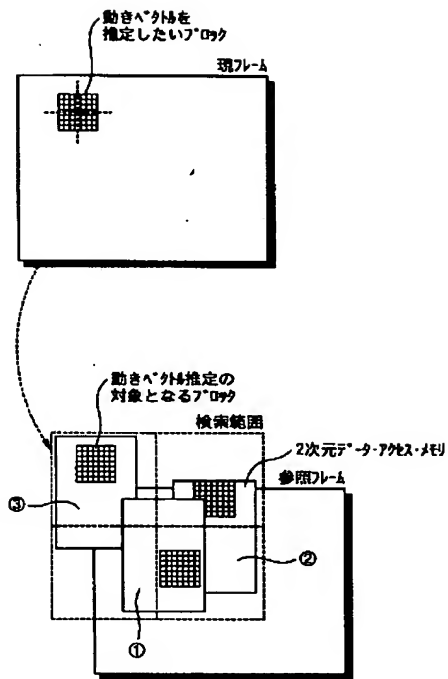 動きベクトルを
推定したいブロック
現フレーム
動きベクトル推定の
対象となるブロック
検索範囲
2次元データ・アクセス・メモリ
参照フレーム
③
②
①